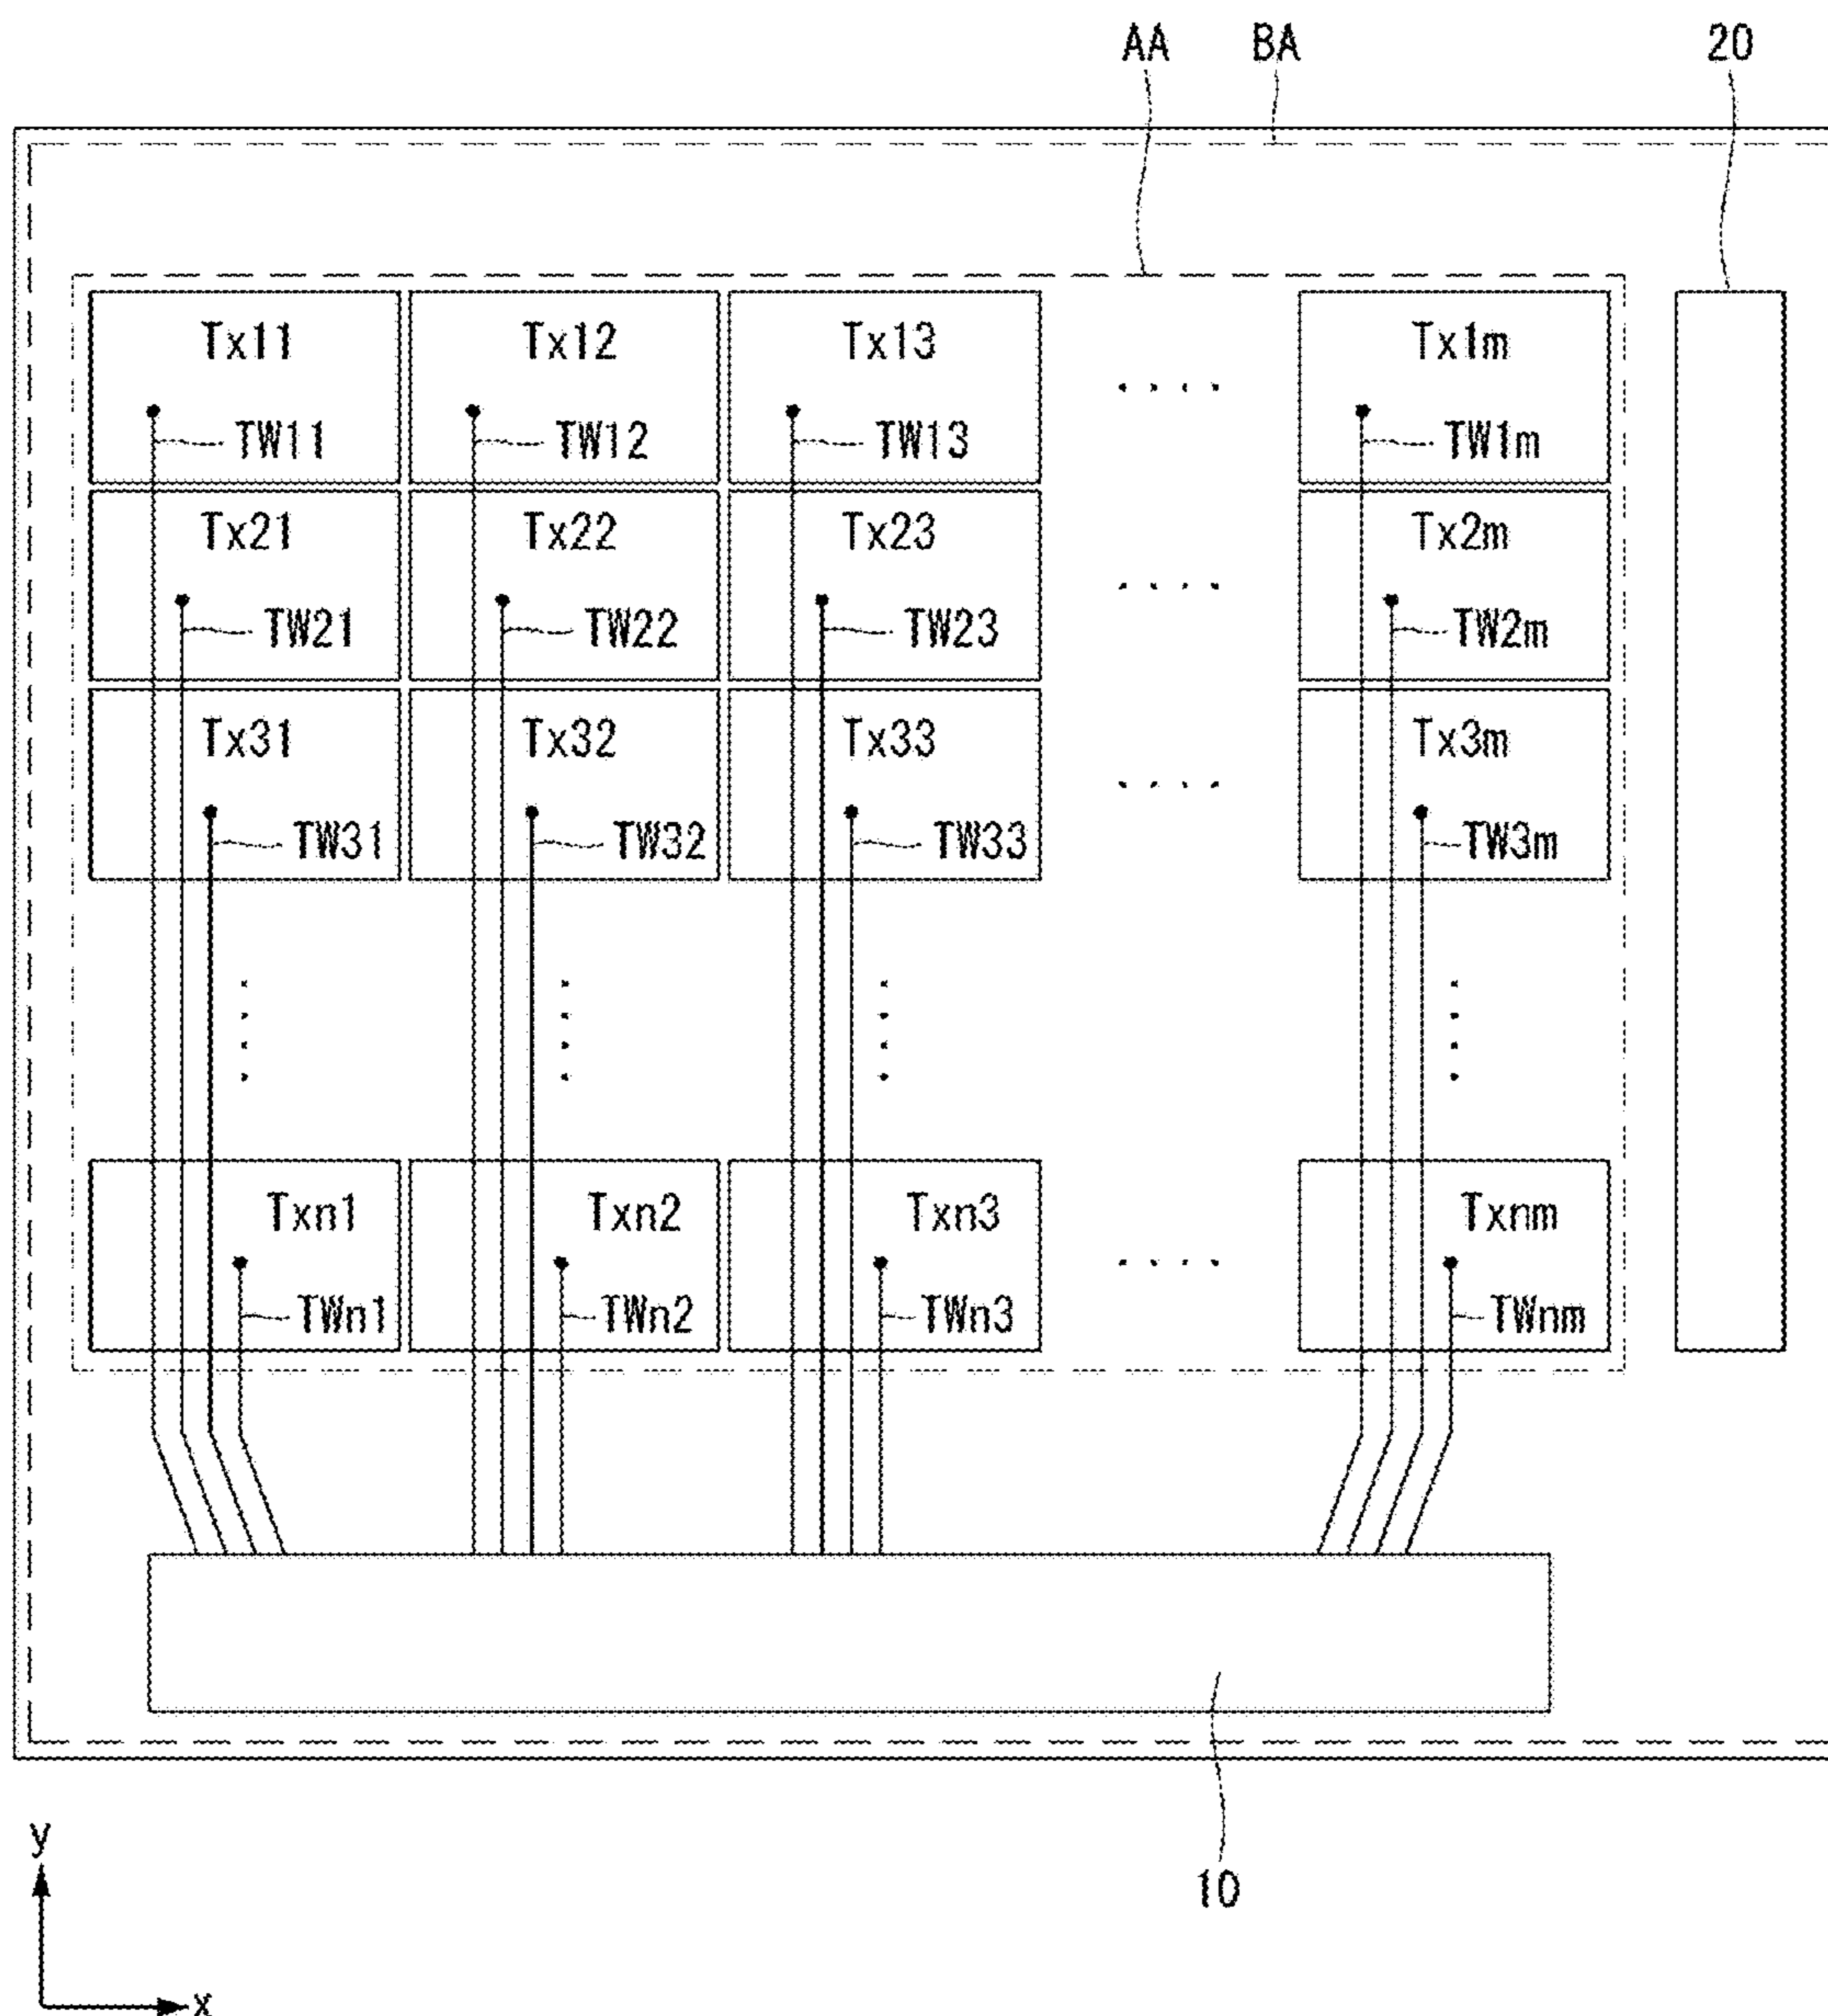 AA BA 20
Tx11 Tx12 Tx13 Tx1m
TW11 TW12 TW13 TW1m
Tx21 Tx22 Tx23 Tx2m
TW21 TW22 TW23 TW2m
Tx31 Tx32 Tx33 Tx3m
TW31 TW32 TW33 TW3m
Txn1 Txn2 Txn3 Txnm
TWn1 TWn2 TWn3 TWnm
y
10
x